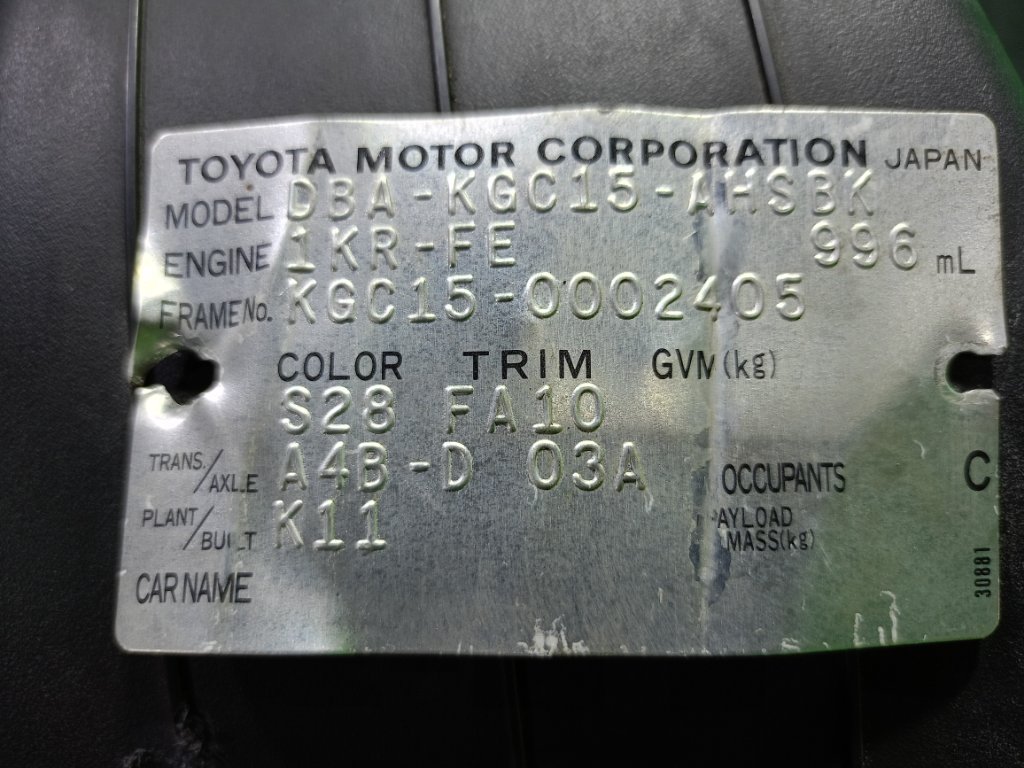 TOYOTA MOTOR CORPORATION JAPAN
MODEL DBA-KGC15-AHSBK
ENGINE 1KR-FE 996 mL
FRAME No. KGC15-0002405
COLOR TRIM GVM(kg)
S28 FA10
TRANS./AXLE A4B-D 03A OCCUPANTS C
PLANT/BUILT K11 PAYLOAD MASS(kg)
CAR NAME
30881